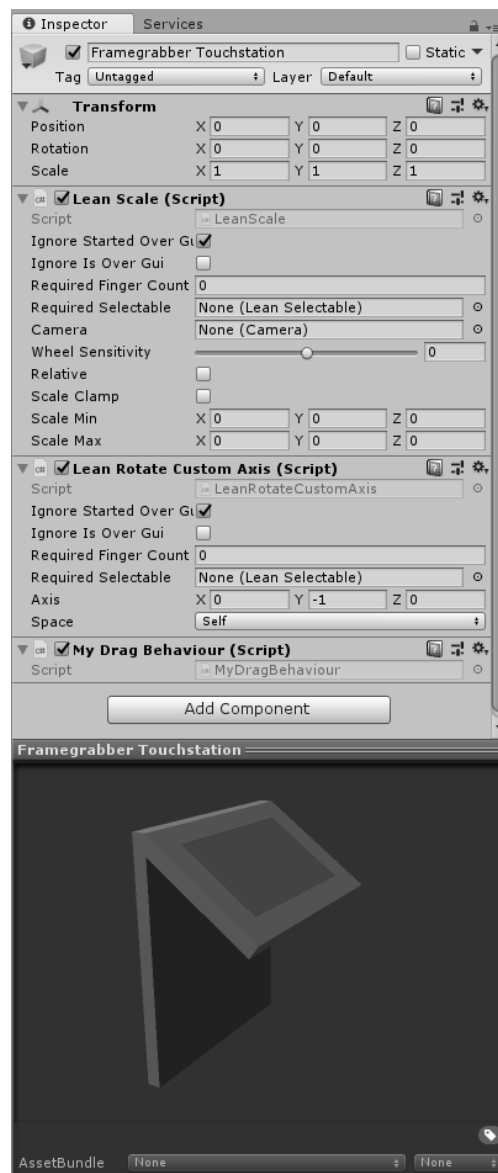 Inspector Services
Framegrabber Touchstation Static
Tag Untagged Layer Default
Transform
Position X 0 Y 0 Z 0
Rotation X 0 Y 0 Z 0
Scale X 1 Y 1 Z 1
c# Lean Scale (Script)
Script LeanScale
Ignore Started Over Gu
Ignore Is Over Gui
Required Finger Count 0
Required Selectable None (Lean Selectable)
Camera None (Camera)
Wheel Sensitivity 0
Relative
Scale Clamp
Scale Min X 0 Y 0 Z 0
Scale Max X 0 Y 0 Z 0
c# Lean Rotate Custom Axis (Script)
Script LeanRotateCustomAxis
Ignore Started Over Gu
Ignore Is Over Gui
Required Finger Count 0
Required Selectable None (Lean Selectable)
Axis X 0 Y -1 Z 0
Space Self
c# My Drag Behaviour (Script)
Script MyDragBehaviour
Add Component
Framegrabber Touchstation
AssetBundle None None